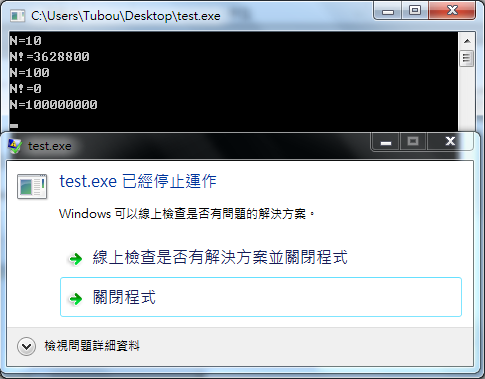 C:\Users\Tubou\Desktop\test.exe
N=10
N!=3628800
N=100
N!=0
N=100000000
test.exe
test.exe 已經停止運作
Windows 可以線上檢查是否有問題的解決方案。
線上檢查是否有解決方案並關閉程式
關閉程式
檢視問題詳細資料